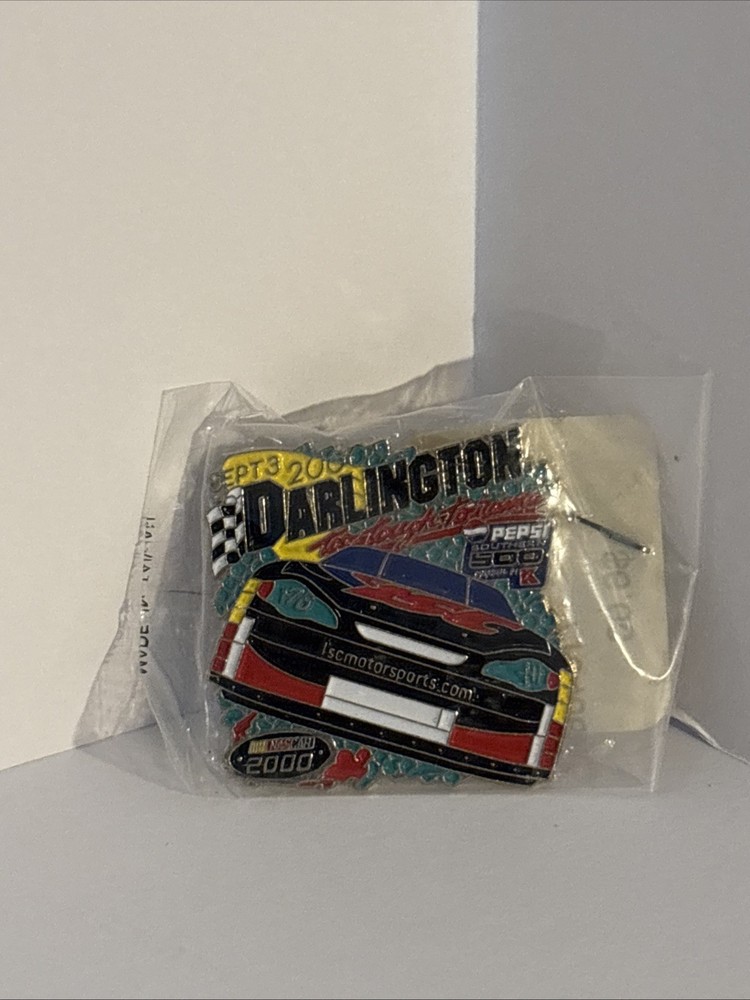 SEPT 3 2000
DARLINGTON
too tough to tame
PEPSI
SOUTHERN
500
iscmotorsports.com
NASCAR
2000